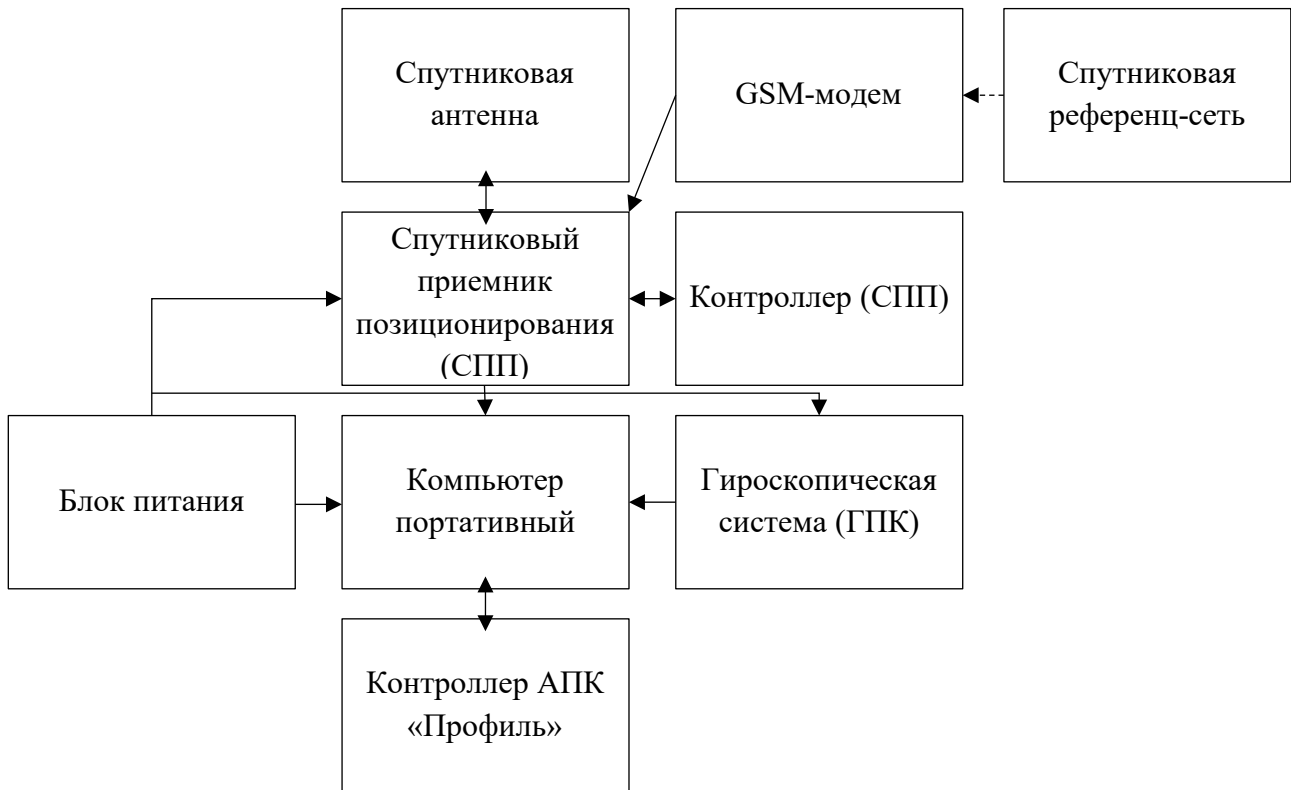 Спутниковая
антенна
GSM-модем
Спутниковая
референц-сеть
Спутниковый
приемник
позиционирования
(СПП)
Контроллер (СПП)
Блок питания
Компьютер
портативный
Гироскопическая
система (ГПК)
Контроллер АПК
«Профиль»